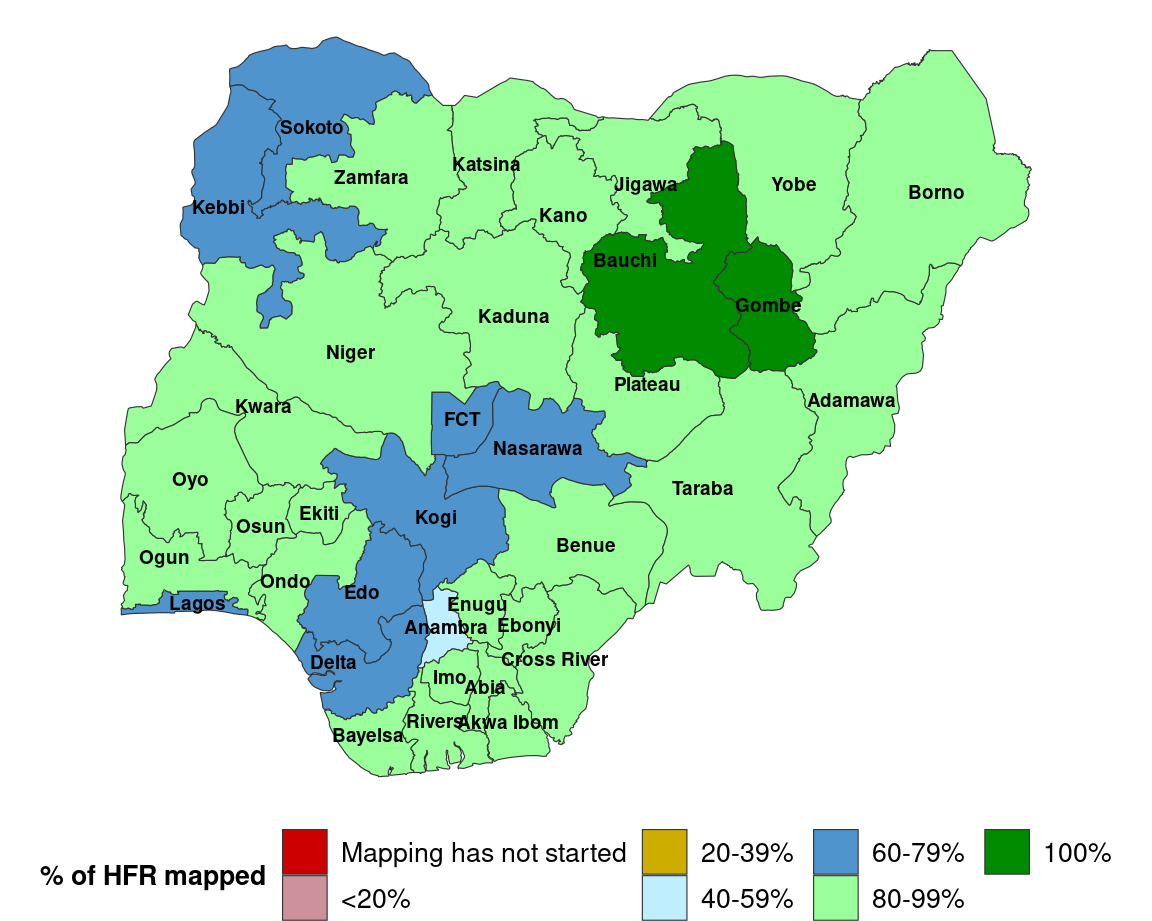 Sokoto
Katsina
Zamfara
Jigawa
Yobe
Borno
Kebbi
Kano
Bauchi
Gombe
Kaduna
Niger
Plateau
Adamawa
Kwara
FCT
Nasarawa
Oyo
Taraba
Ekiti
Kogi
Osun
Benue
Ogun
Ondo
Edo
Lagos
Enugu
Anambra
Ebonyi
Delta
Cross River
Imo
Abia
Rivers
Akwa Ibom
Bayelsa
% of HFR mapped
Mapping has not started
<20%
20-39%
40-59%
60-79%
80-99%
100%